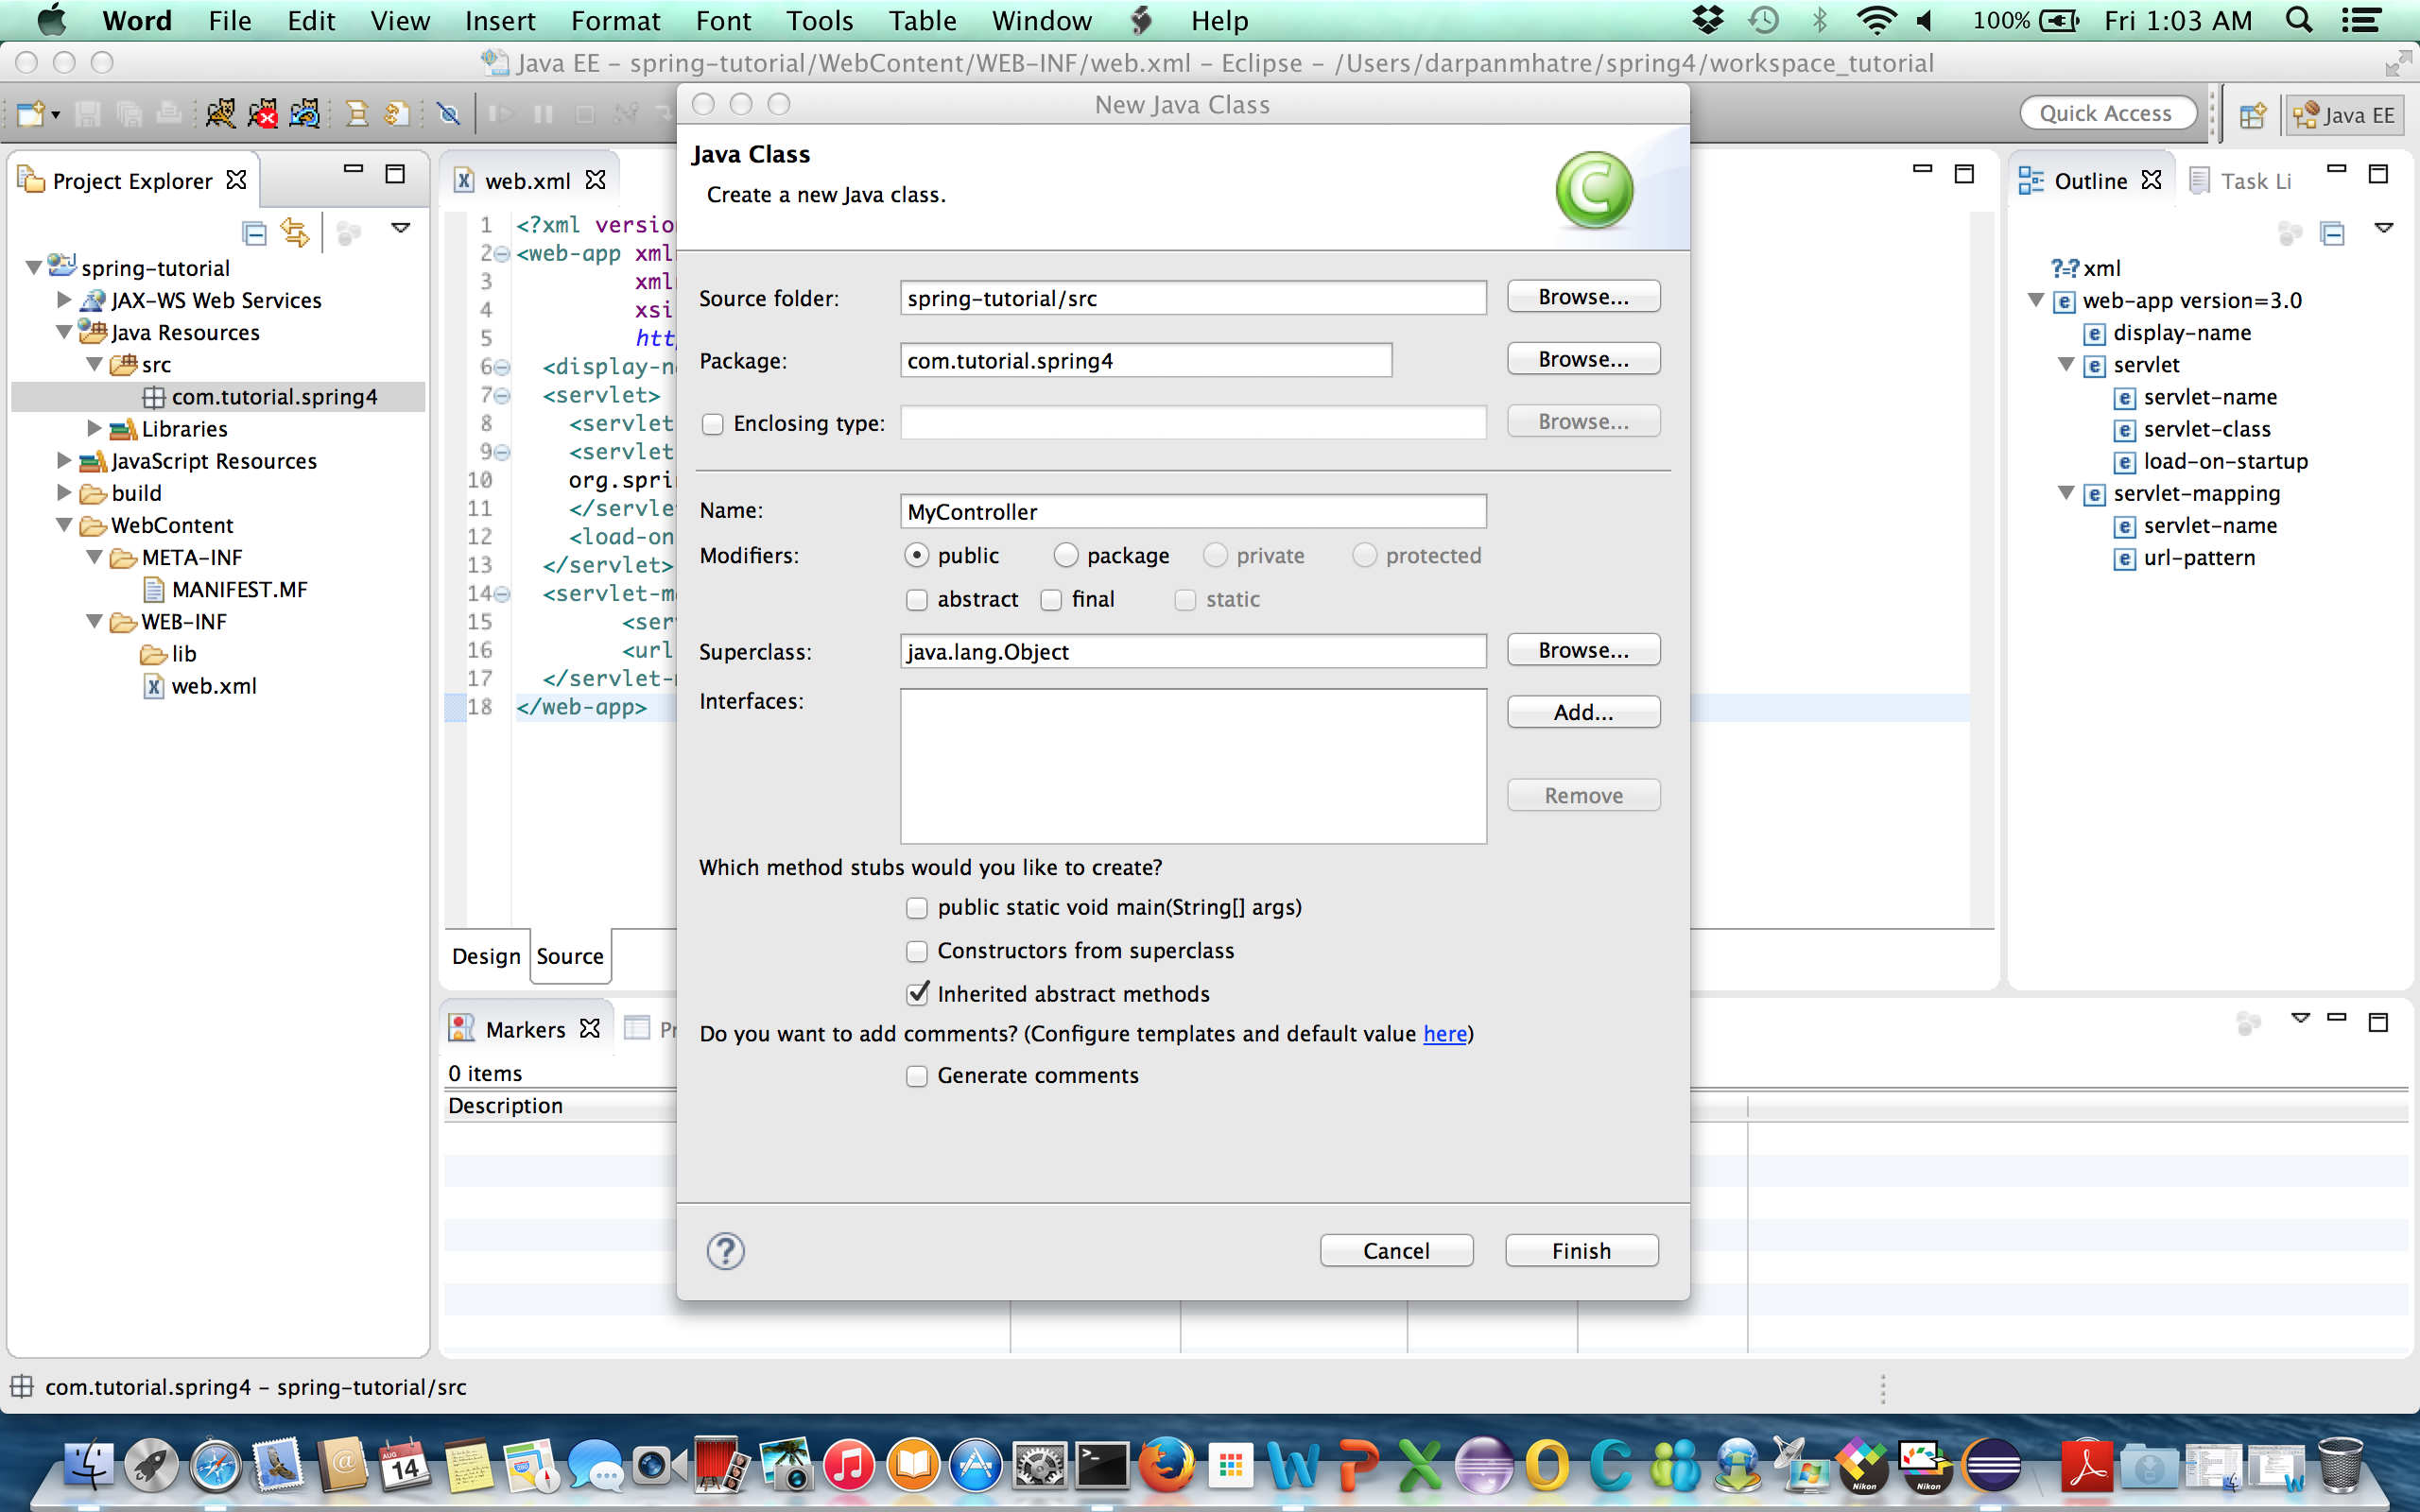 Word File Edit View Insert Format Font Tools Table Window Help 100% Fri 1:03 AM
Java EE - spring-tutorial/WebContent/WEB-INF/web.xml - Eclipse - /Users/darpanmhatre/spring4/workspace_tutorial
Quick Access Java EE
Project Explorer
spring-tutorial
JAX-WS Web Services
Java Resources
src
com.tutorial.spring4
Libraries
JavaScript Resources
build
WebContent
META-INF
MANIFEST.MF
WEB-INF
lib
web.xml
web.xml
1 <?xml versio
2 <web-app xml
3 xml
4 xsi
5 htt
6 <display-n
7 <servlet>
8 <servlet
9 <servlet
10 org.spri
11 </servle
12 <load-on
13 </servlet>
14 <servlet-m
15 <ser
16 <url
17 </servlet-
18 </web-app>
Design Source
New Java Class
Java Class
Create a new Java class.
Source folder: spring-tutorial/src Browse...
Package: com.tutorial.spring4 Browse...
Enclosing type: Browse...
Name: MyController
Modifiers: public package private protected
abstract final static
Superclass: java.lang.Object Browse...
Interfaces: Add...
Remove
Which method stubs would you like to create?
public static void main(String[] args)
Constructors from superclass
Inherited abstract methods
Do you want to add comments? (Configure templates and default value here)
Generate comments
? Cancel Finish
Outline Task Li
?=? xml
e web-app version=3.0
e display-name
e servlet
e servlet-name
e servlet-class
e load-on-startup
e servlet-mapping
e servlet-name
e url-pattern
Markers Pr
0 items
Description
com.tutorial.spring4 - spring-tutorial/src
AUG
14
Nikon
Nikon